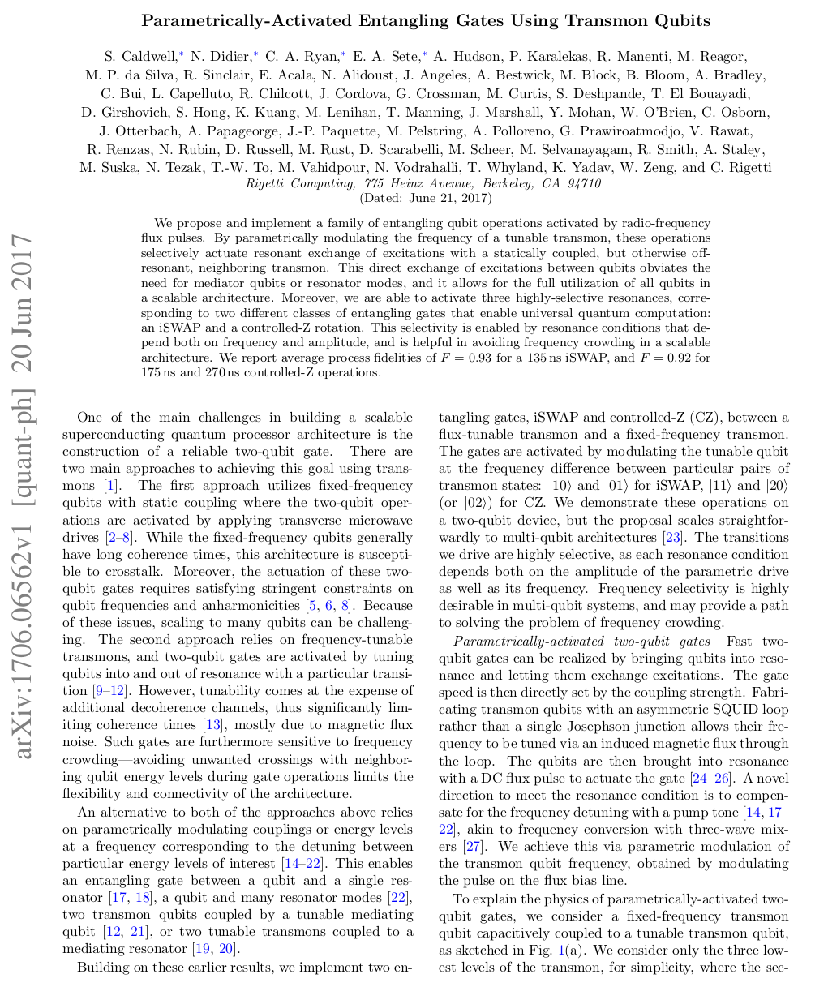 Parametrically-Activated Entangling Gates Using Transmon Qubits
S. Caldwell,* N. Didier,* C. A. Ryan,* E. A. Sete,* A. Hudson, P. Karalekas, R. Manenti, M. Reagor,
M. P. da Silva, R. Sinclair, E. Acala, N. Alidoust, J. Angeles, A. Bestwick, M. Block, B. Bloom, A. Bradley,
C. Bui, L. Capelluto, R. Chilcott, J. Cordova, G. Crossman, M. Curtis, S. Deshpande, T. El Bouayadi,
D. Girshovich, S. Hong, K. Kuang, M. Lenihan, T. Manning, J. Marshall, Y. Mohan, W. O'Brien, C. Osborn,
J. Otterbach, A. Papageorge, J.-P. Paquette, M. Pelstring, A. Polloreno, G. Prawiroatmodjo, V. Rawat,
R. Renzas, N. Rubin, D. Russell, M. Rust, D. Scarabelli, M. Scheer, M. Selvanayagam, R. Smith, A. Staley,
M. Suska, N. Tezak, T.-W. To, M. Vahidpour, N. Vodrahalli, T. Whyland, K. Yadav, W. Zeng, and C. Rigetti
Rigetti Computing, 775 Heinz Avenue, Berkeley, CA 94710
(Dated: June 21, 2017)
We propose and implement a family of entangling qubit operations activated by radio-frequency
flux pulses. By parametrically modulating the frequency of a tunable transmon, these operations
selectively actuate resonant exchange of excitations with a statically coupled, but otherwise off-
resonant, neighboring transmon. This direct exchange of excitations between qubits obviates the
need for mediator qubits or resonator modes, and it allows for the full utilization of all qubits in
a scalable architecture. Moreover, we are able to activate three highly-selective resonances, corre-
sponding to two different classes of entangling gates that enable universal quantum computation:
an iSWAP and a controlled-Z rotation. This selectivity is enabled by resonance conditions that de-
pend both on frequency and amplitude, and is helpful in avoiding frequency crowding in a scalable
architecture. We report average process fidelities of F = 0.93 for a 135 ns iSWAP, and F = 0.92 for
175 ns and 270 ns controlled-Z operations.
arXiv:1706.06562v1 [quant-ph] 20 Jun 2017
One of the main challenges in building a scalable
superconducting quantum processor architecture is the
construction of a reliable two-qubit gate. There are
two main approaches to achieving this goal using trans-
mons [1]. The first approach utilizes fixed-frequency
qubits with static coupling where the two-qubit oper-
ations are activated by applying transverse microwave
drives [2–8]. While the fixed-frequency qubits generally
have long coherence times, this architecture is suscepti-
ble to crosstalk. Moreover, the actuation of these two-
qubit gates requires satisfying stringent constraints on
qubit frequencies and anharmonicities [5, 6, 8]. Because
of these issues, scaling to many qubits can be challeng-
ing. The second approach relies on frequency-tunable
transmons, and two-qubit gates are activated by tuning
qubits into and out of resonance with a particular transi-
tion [9–12]. However, tunability comes at the expense of
additional decoherence channels, thus significantly lim-
iting coherence times [13], mostly due to magnetic flux
noise. Such gates are furthermore sensitive to frequency
crowding—avoiding unwanted crossings with neighbor-
ing qubit energy levels during gate operations limits the
flexibility and connectivity of the architecture.
An alternative to both of the approaches above relies
on parametrically modulating couplings or energy levels
at a frequency corresponding to the detuning between
particular energy levels of interest [14–22]. This enables
an entangling gate between a qubit and a single res-
onator [17, 18], a qubit and many resonator modes [22],
two transmon qubits coupled by a tunable mediating
qubit [12, 21], or two tunable transmons coupled to a
mediating resonator [19, 20].
Building on these earlier results, we implement two en-
tangling gates, iSWAP and controlled-Z (CZ), between a
flux-tunable transmon and a fixed-frequency transmon.
The gates are activated by modulating the tunable qubit
at the frequency difference between particular pairs of
transmon states: |10⟩ and |01⟩ for iSWAP, |11⟩ and |20⟩
(or |02⟩) for CZ. We demonstrate these operations on
a two-qubit device, but the proposal scales straightfor-
wardly to multi-qubit architectures [23]. The transitions
we drive are highly selective, as each resonance condition
depends both on the amplitude of the parametric drive
as well as its frequency. Frequency selectivity is highly
desirable in multi-qubit systems, and may provide a path
to solving the problem of frequency crowding.
Parametrically-activated two-qubit gates– Fast two-
qubit gates can be realized by bringing qubits into reso-
nance and letting them exchange excitations. The gate
speed is then directly set by the coupling strength. Fabri-
cating transmon qubits with an asymmetric SQUID loop
rather than a single Josephson junction allows their fre-
quency to be tuned via an induced magnetic flux through
the loop. The qubits are then brought into resonance
with a DC flux pulse to actuate the gate [24–26]. A novel
direction to meet the resonance condition is to compen-
sate for the frequency detuning with a pump tone [14, 17–
22], akin to frequency conversion with three-wave mix-
ers [27]. We achieve this via parametric modulation of
the transmon qubit frequency, obtained by modulating
the pulse on the flux bias line.
To explain the physics of parametrically-activated two-
qubit gates, we consider a fixed-frequency transmon
qubit capacitively coupled to a tunable transmon qubit,
as sketched in Fig. 1(a). We consider only the three low-
est levels of the transmon, for simplicity, where the sec-